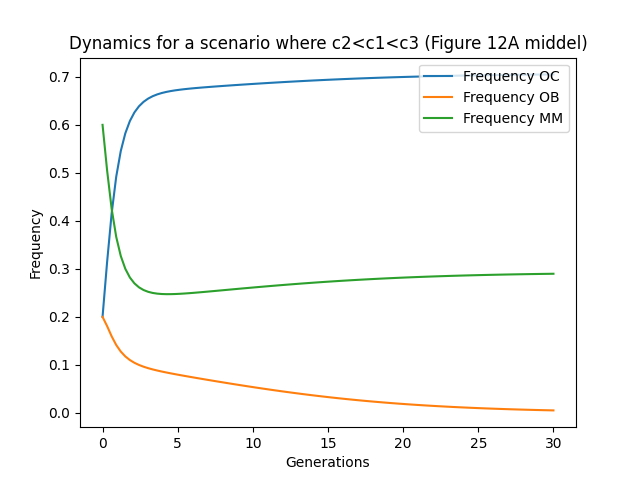 Dynamics for a scenario where c2<c1<c3 (Figure 12A middel)
Frequency OC
Frequency OB
Frequency MM
Frequency
0.7
0.6
0.5
0.4
0.3
0.2
0.1
0.0
0 5 10 15 20 25 30
Generations